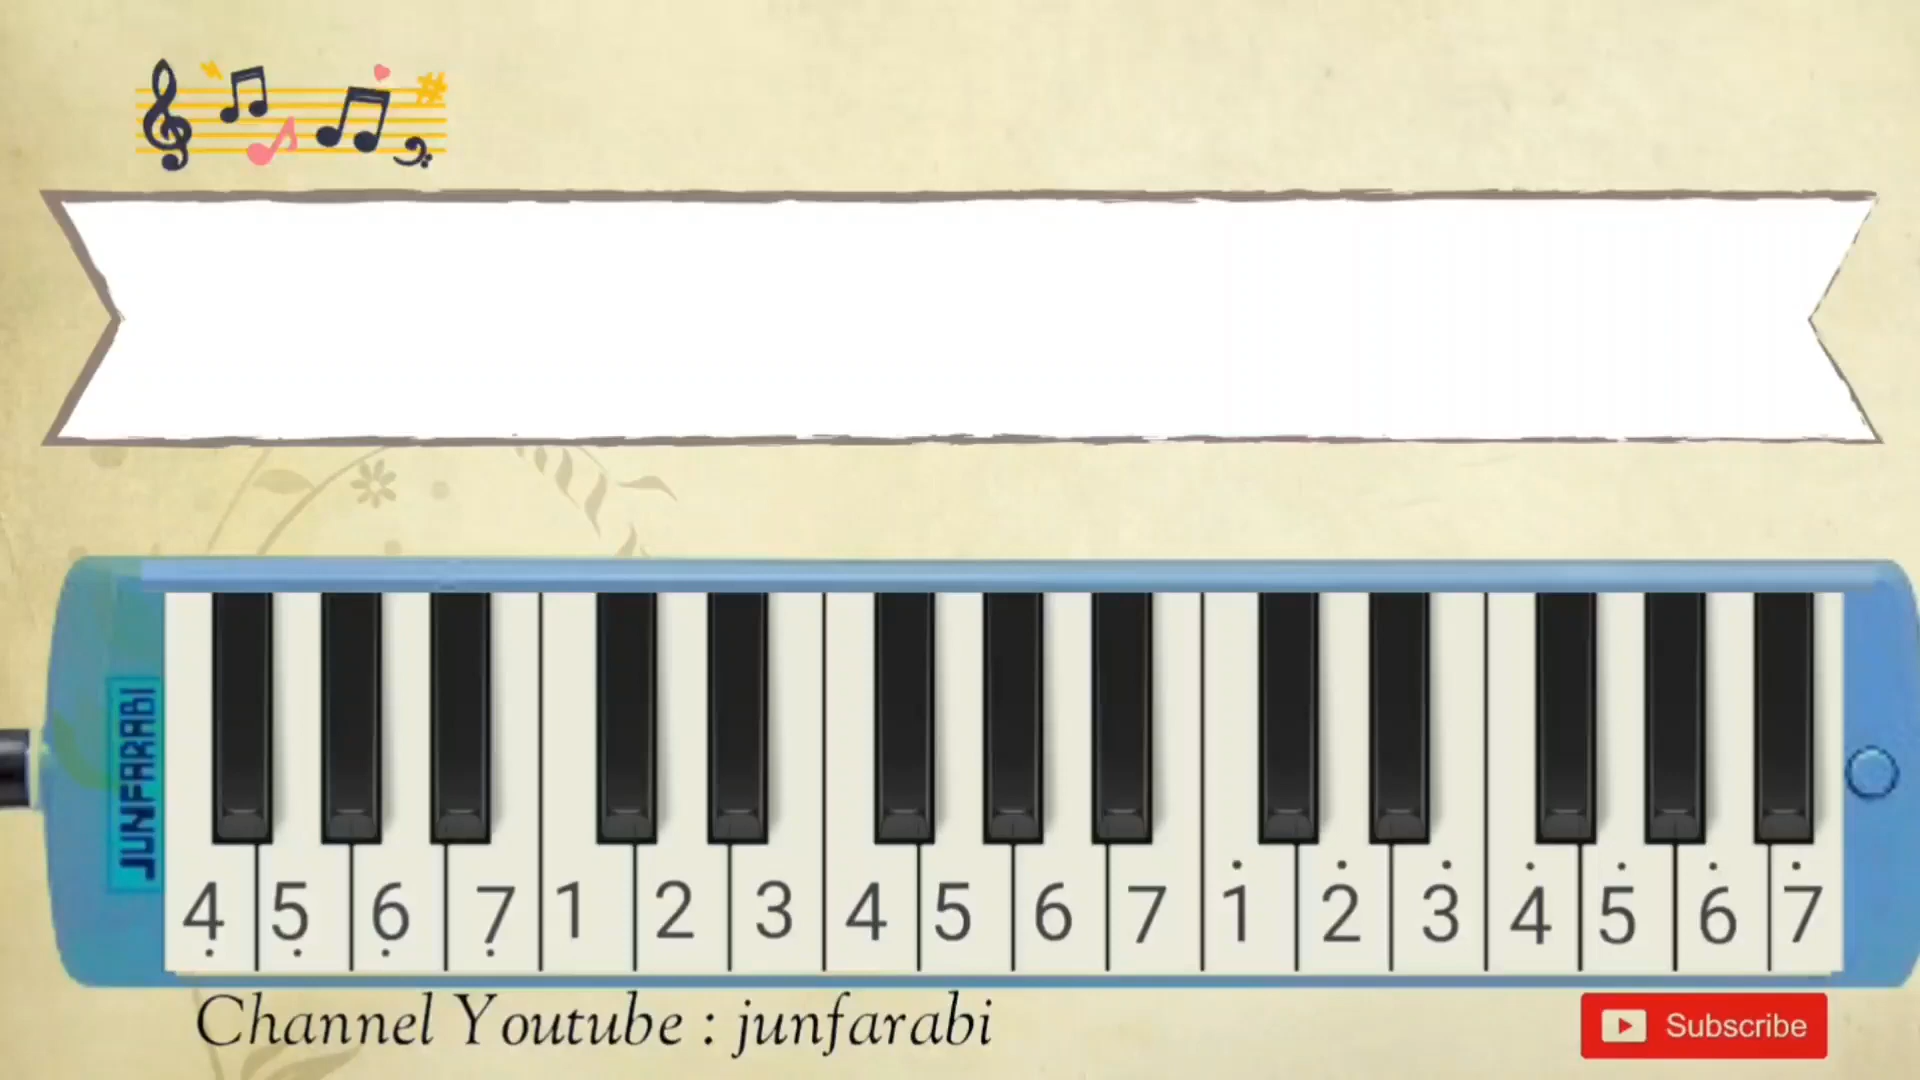 JUNFARABI
4̣ 5̣ 6̣ 7̣ 1 2 3 4 5 6 7 1̇ 2̇ 3̇ 4̇ 5̇ 6̇ 7̇
Channel Youtube : junfarabi
Subscribe